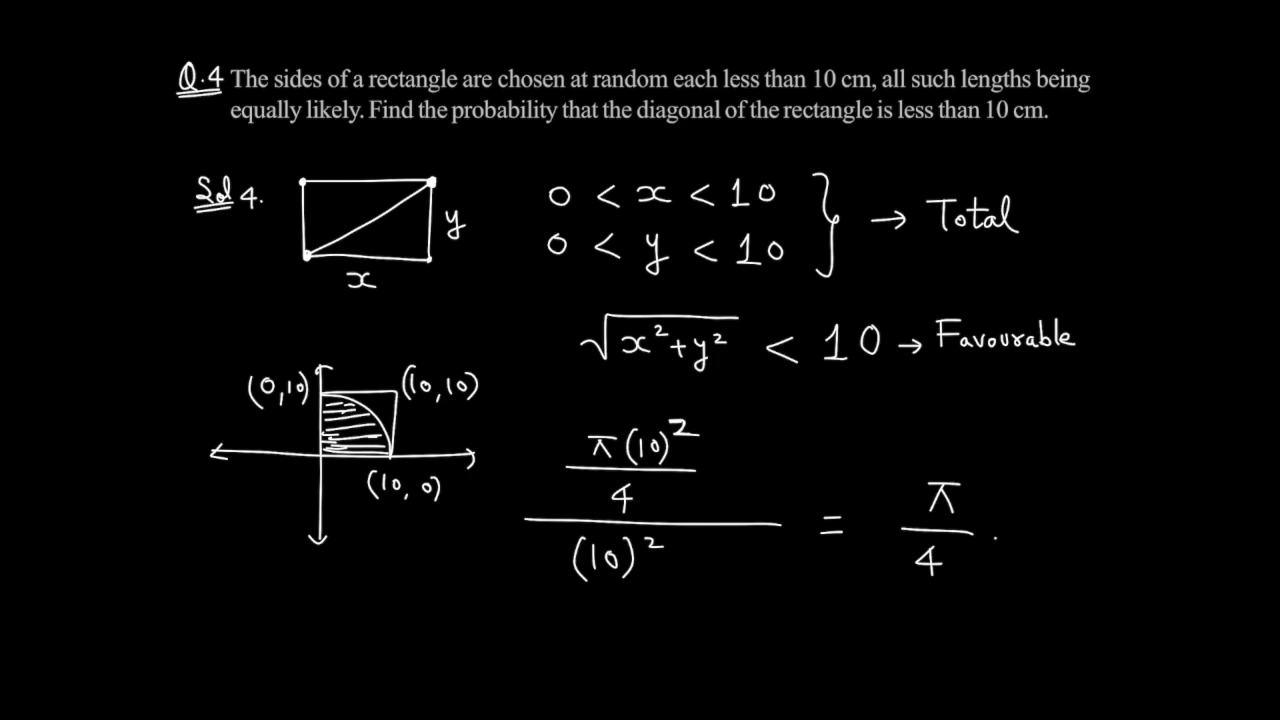 Q.4 The sides of a rectangle are chosen at random each less than 10 cm, all such lengths being
equally likely. Find the probability that the diagonal of the rectangle is less than 10 cm.
Sol 4.
y
x
0 < x < 10
0 < y < 10 } → Total
√(x²+y²) < 10 → Favourable
(0,10) (10,10)
(10,0)
π(10)²
4
(10)²
= π
4 .